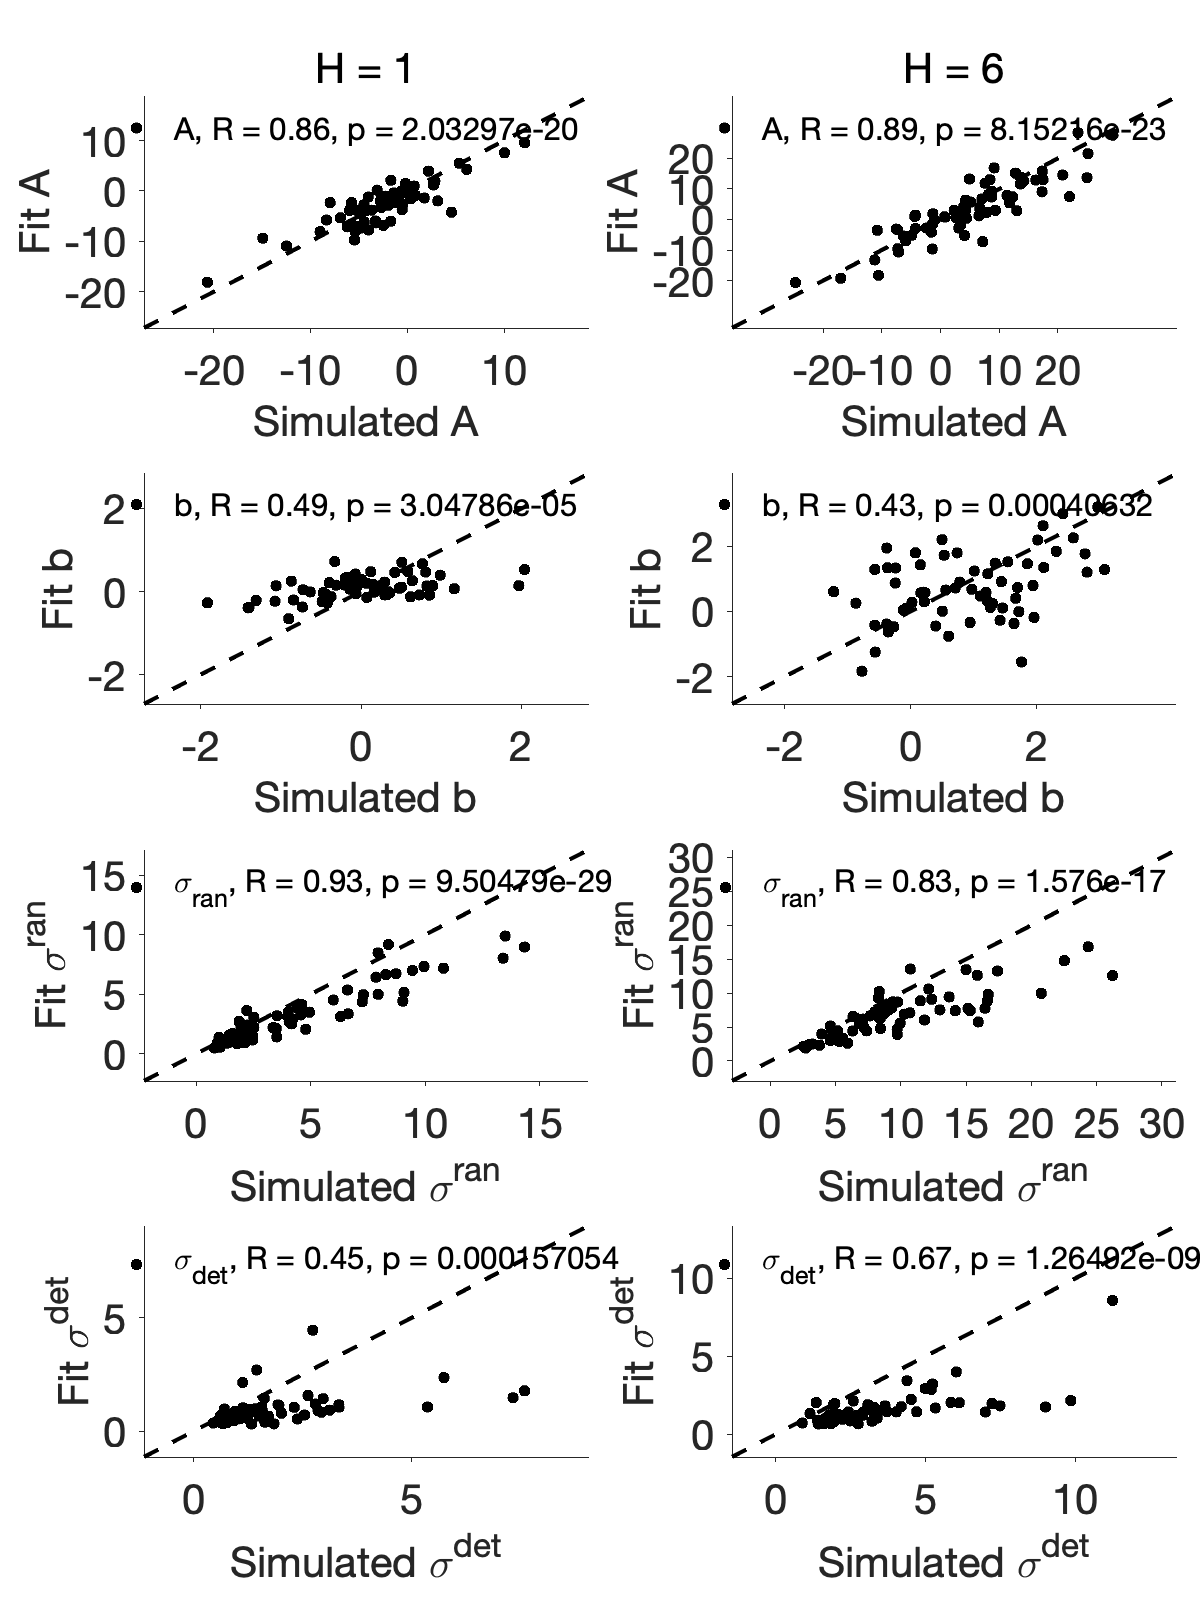 H = 1
H = 6
A, R = 0.86, p = 2.03297e-20
10
0
-10
-20
Fit A
-20 -10 0 10
Simulated A
A, R = 0.89, p = 8.15216e-23
20
10
0
-10
-20
Fit A
-20 -10 0 10 20
Simulated A
b, R = 0.49, p = 3.04786e-05
2
0
-2
Fit b
-2 0 2
Simulated b
b, R = 0.43, p = 0.00040632
2
0
-2
Fit b
-2 0 2
Simulated b
σran, R = 0.93, p = 9.50479e-29
15
10
5
0
Fit σran
0 5 10 15
Simulated σran
σran, R = 0.83, p = 1.576e-17
30
25
20
15
10
5
0
Fit σran
0 5 10 15 20 25 30
Simulated σran
σdet, R = 0.45, p = 0.000157054
5
0
Fit σdet
0 5
Simulated σdet
σdet, R = 0.67, p = 1.26492e-09
10
5
0
Fit σdet
0 5 10
Simulated σdet